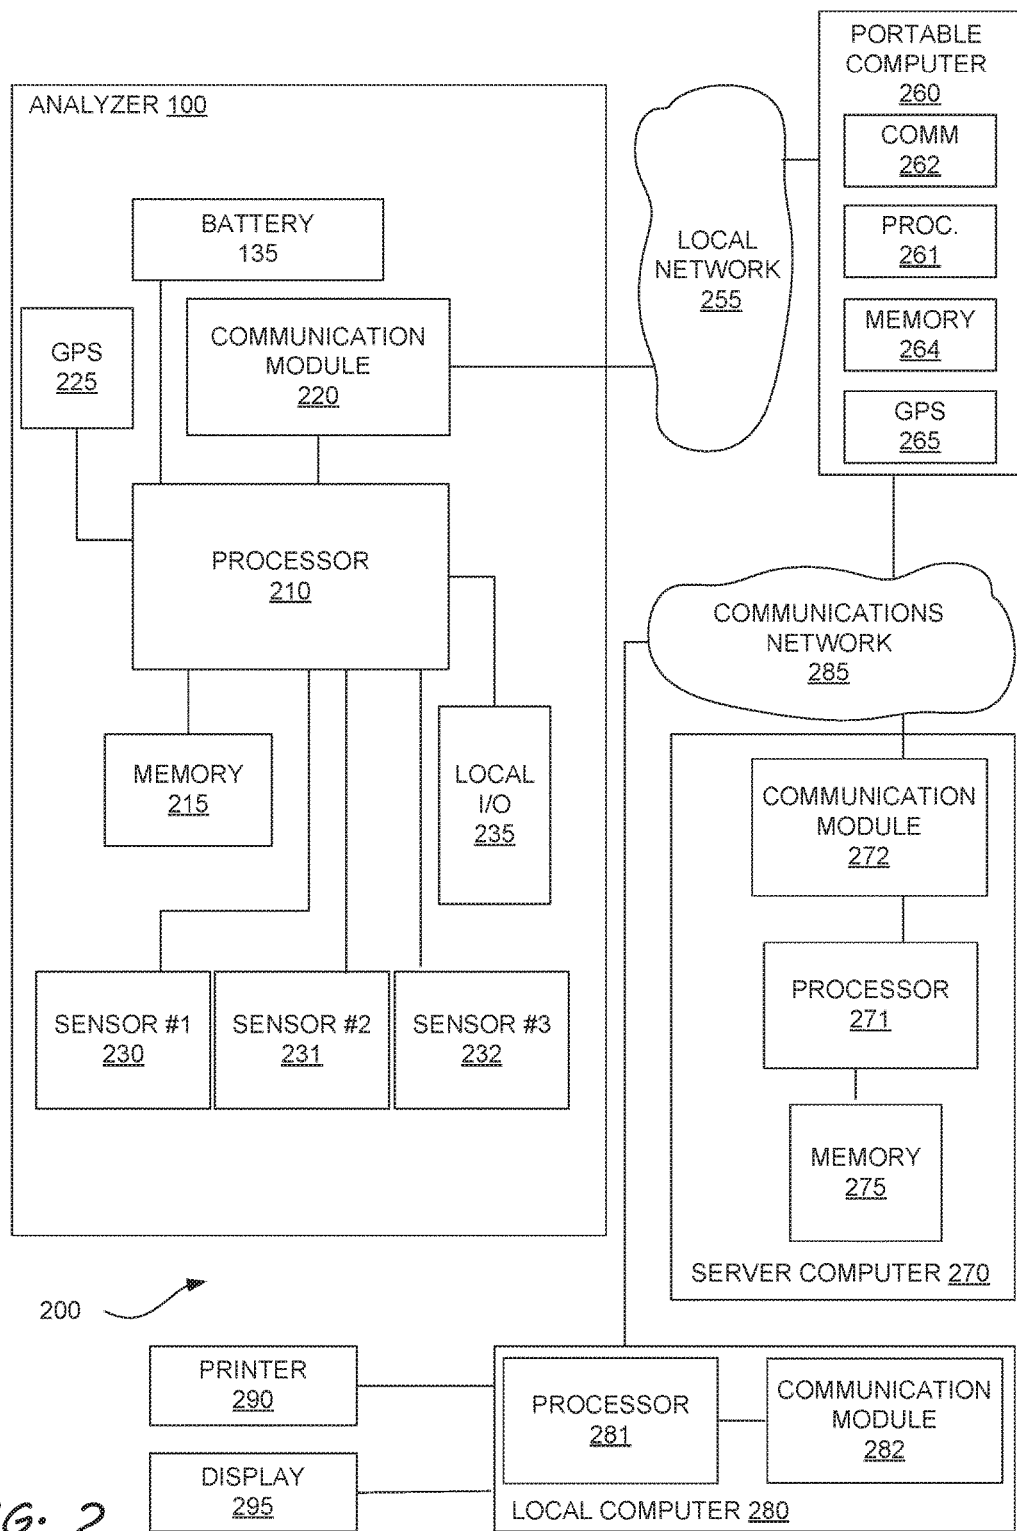 PORTABLE
COMPUTER
260
COMM
262
PROC.
261
MEMORY
264
GPS
265
ANALYZER 100
BATTERY
135
GPS
225
COMMUNICATION
MODULE
220
LOCAL
NETWORK
255
PROCESSOR
210
COMMUNICATIONS
NETWORK
285
MEMORY
215
LOCAL
I/O
235
COMMUNICATION
MODULE
272
PROCESSOR
271
MEMORY
275
SERVER COMPUTER 270
SENSOR #1
230
SENSOR #2
231
SENSOR #3
232
200
PRINTER
290
DISPLAY
295
PROCESSOR
281
COMMUNICATION
MODULE
282
LOCAL COMPUTER 280
G. 2